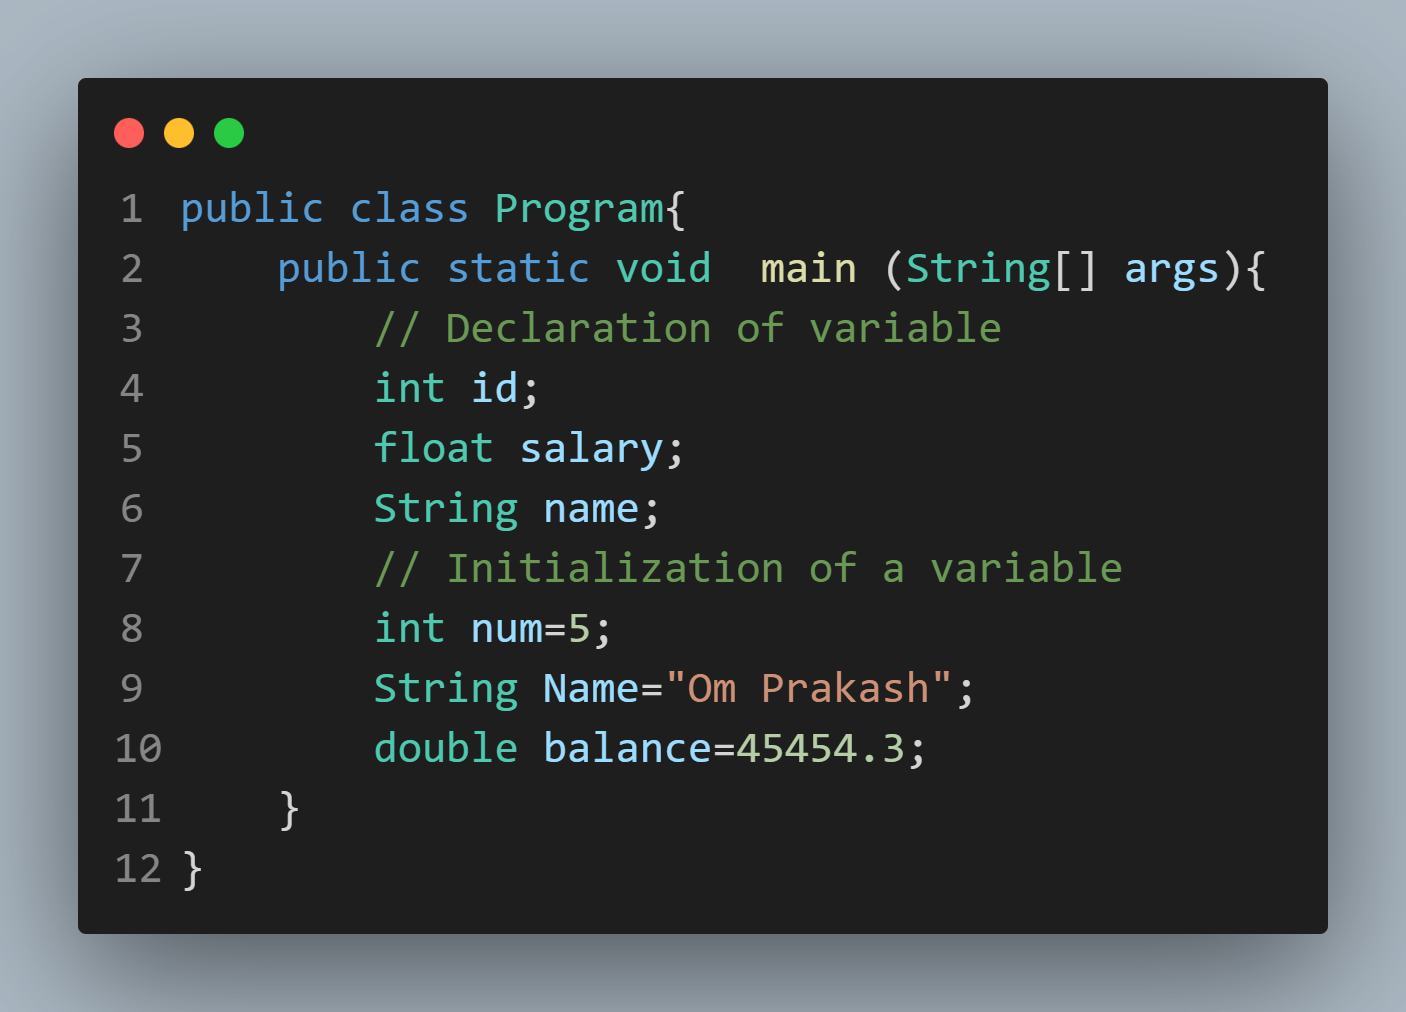 1 public class Program{
2     public static void  main (String[] args){
3         // Declaration of variable
4         int id;
5         float salary;
6         String name;
7         // Initialization of a variable
8         int num=5;
9         String Name="Om Prakash";
10         double balance=45454.3;
11     }
12 }